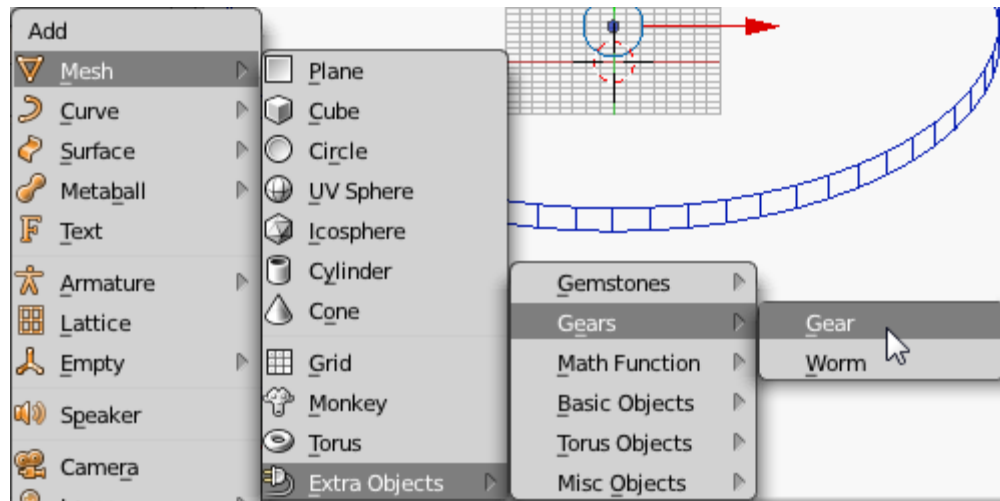 Add
Mesh
Curve
Surface
Metaball
Text
Armature
Lattice
Empty
Speaker
Camera
Plane
Cube
Circle
UV Sphere
Icosphere
Cylinder
Cone
Grid
Monkey
Torus
Extra Objects
Gemstones
Gears
Math Function
Basic Objects
Torus Objects
Misc Objects
Gear
Worm